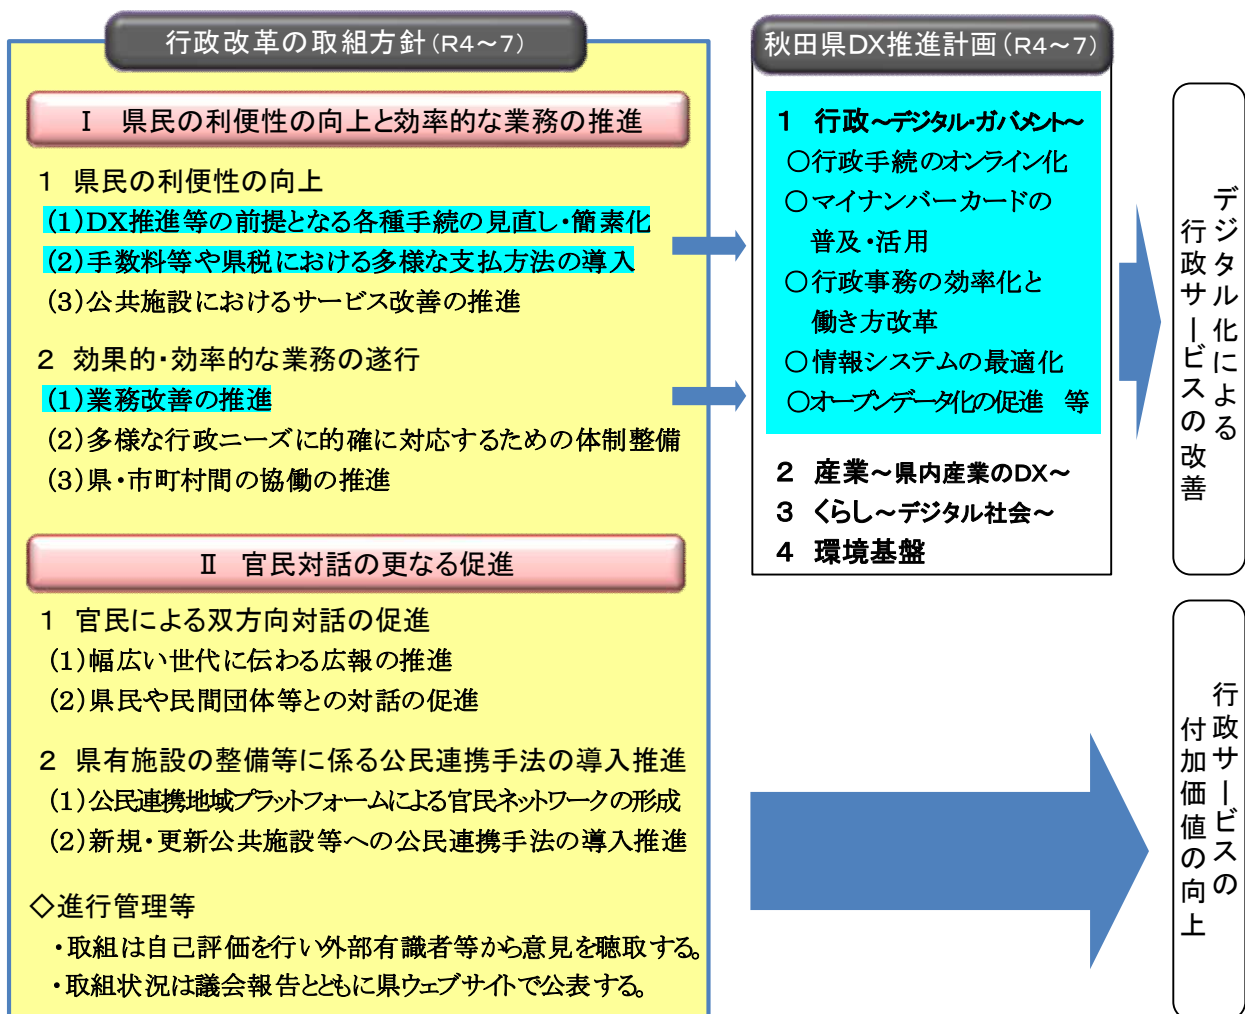 行政改革の取組方針(R4~7)
Ⅰ 県民の利便性の向上と効率的な業務の推進
1 県民の利便性の向上
(1)DX推進等の前提となる各種手続の見直し・簡素化
(2)手数料等や県税における多様な支払方法の導入
(3)公共施設におけるサービス改善の推進
2 効果的・効率的な業務の遂行
(1)業務改善の推進
(2)多様な行政ニーズに的確に対応するための体制整備
(3)県・市町村間の協働の推進
Ⅱ 官民対話の更なる促進
1 官民による双方向対話の促進
(1)幅広い世代に伝わる広報の推進
(2)県民や民間団体等との対話の促進
2 県有施設の整備等に係る公民連携手法の導入推進
(1)公民連携地域プラットフォームによる官民ネットワークの形成
(2)新規・更新公共施設等への公民連携手法の導入推進
◇進行管理等
・取組は自己評価を行い外部有識者等から意見を聴取する。
・取組状況は議会報告とともに県ウェブサイトで公表する。
秋田県DX推進計画(R4~7)
1 行政~デジタル・ガバメント~
○行政手続のオンライン化
○マイナンバーカードの
普及・活用
○行政事務の効率化と
働き方改革
○情報システムの最適化
○オープンデータ化の促進 等
2 産業~県内産業のDX~
3 くらし~デジタル社会~
4 環境基盤
デジタル化による
行政サービスの改善
行政サービスの
付加価値の向上